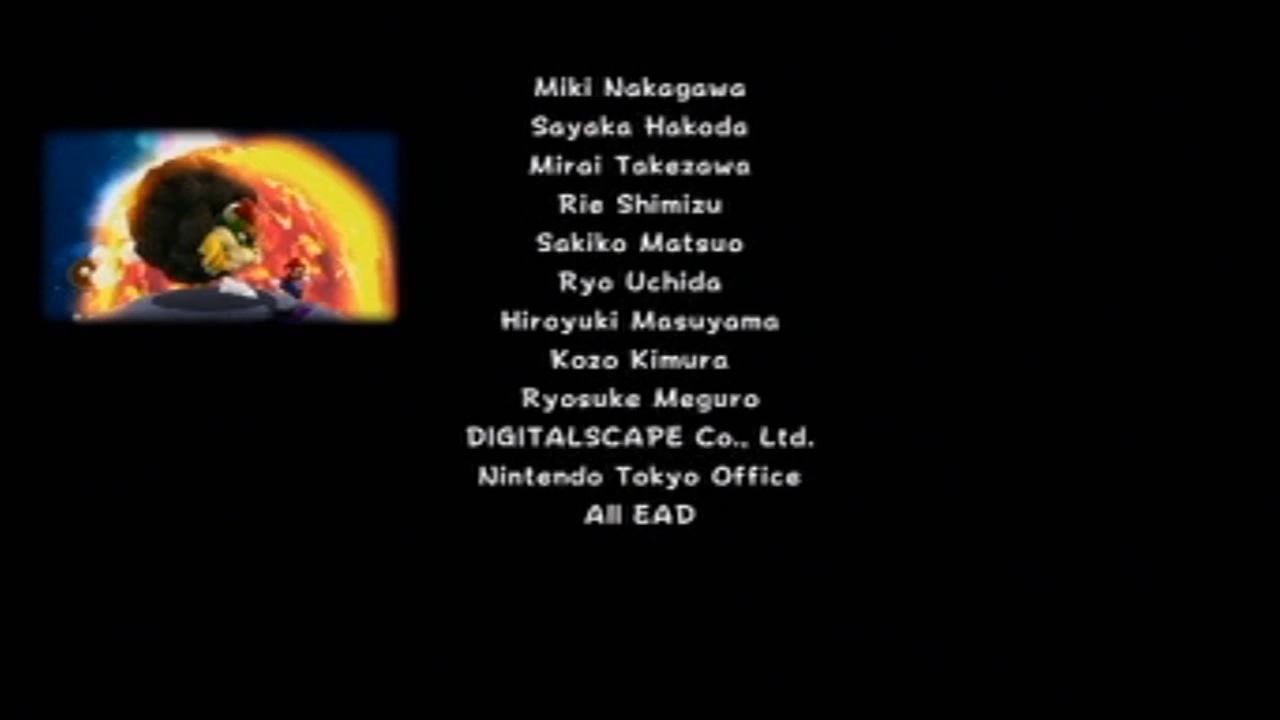 Miki Nakagawa
Sayaka Hakoda
Mirai Takezawa
Rie Shimizu
Sakiko Matsuo
Ryo Uchida
Hiroyuki Masuyama
Kozo Kimura
Ryosuke Meguro
DIGITALSCAPE Co., Ltd.
Nintendo Tokyo Office
All EAD